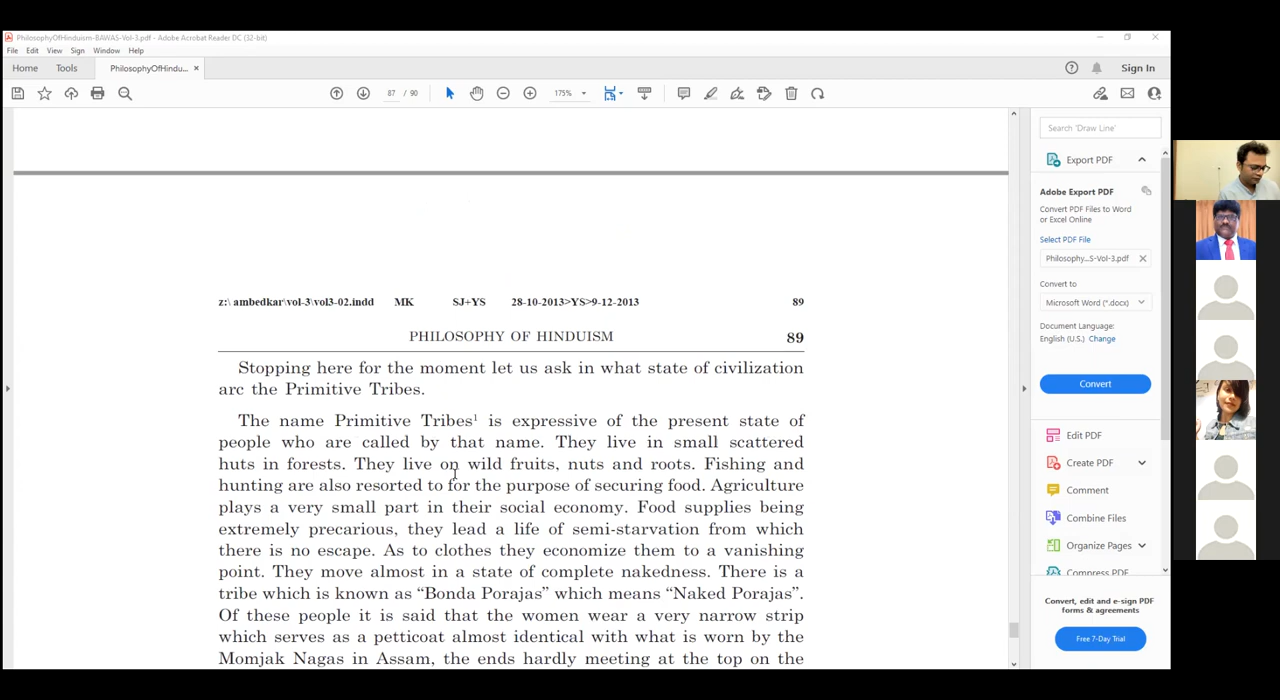 PhilosophyOfHinduism-BAWAS-Vol-3.pdf - Adobe Acrobat Reader DC (32-bit)
File Edit View Sign Window Help
Home Tools PhilosophyOfHindu... × Sign In
87 / 90 175%
Search 'Draw Line'
Export PDF
Adobe Export PDF
Convert PDF Files to Word
or Excel Online
Select PDF File
Philosophy...S-Vol-3.pdf
Convert to
Microsoft Word (*.docx)
Document Language:
English (U.S.) Change
Convert
Edit PDF
Create PDF
Comment
Combine Files
Organize Pages
Compress PDF
Convert, edit and e-sign PDF
forms & agreements
Free 7-Day Trial
z:\ ambedkar\vol-3\vol3-02.indd MK SJ+YS 28-10-2013>YS>9-12-2013 89
PHILOSOPHY OF HINDUISM 89
Stopping here for the moment let us ask in what state of civilization
arc the Primitive Tribes.
The name Primitive Tribes¹ is expressive of the present state of
people who are called by that name. They live in small scattered
huts in forests. They live on wild fruits, nuts and roots. Fishing and
hunting are also resorted to for the purpose of securing food. Agriculture
plays a very small part in their social economy. Food supplies being
extremely precarious, they lead a life of semi-starvation from which
there is no escape. As to clothes they economize them to a vanishing
point. They move almost in a state of complete nakedness. There is a
tribe which is known as “Bonda Porajas” which means “Naked Porajas”.
Of these people it is said that the women wear a very narrow strip
which serves as a petticoat almost identical with what is worn by the
Momjak Nagas in Assam, the ends hardly meeting at the top on the